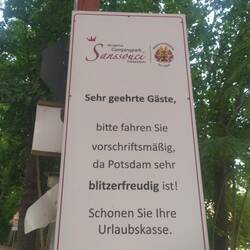 Campingpark
Sanssouci
Sehr geehrte Gäste,
bitte fahren Sie
vorschriftsmäßig,
da Potsdam sehr
blitzerfreudig ist!
Schonen Sie Ihre
Urlaubskasse.